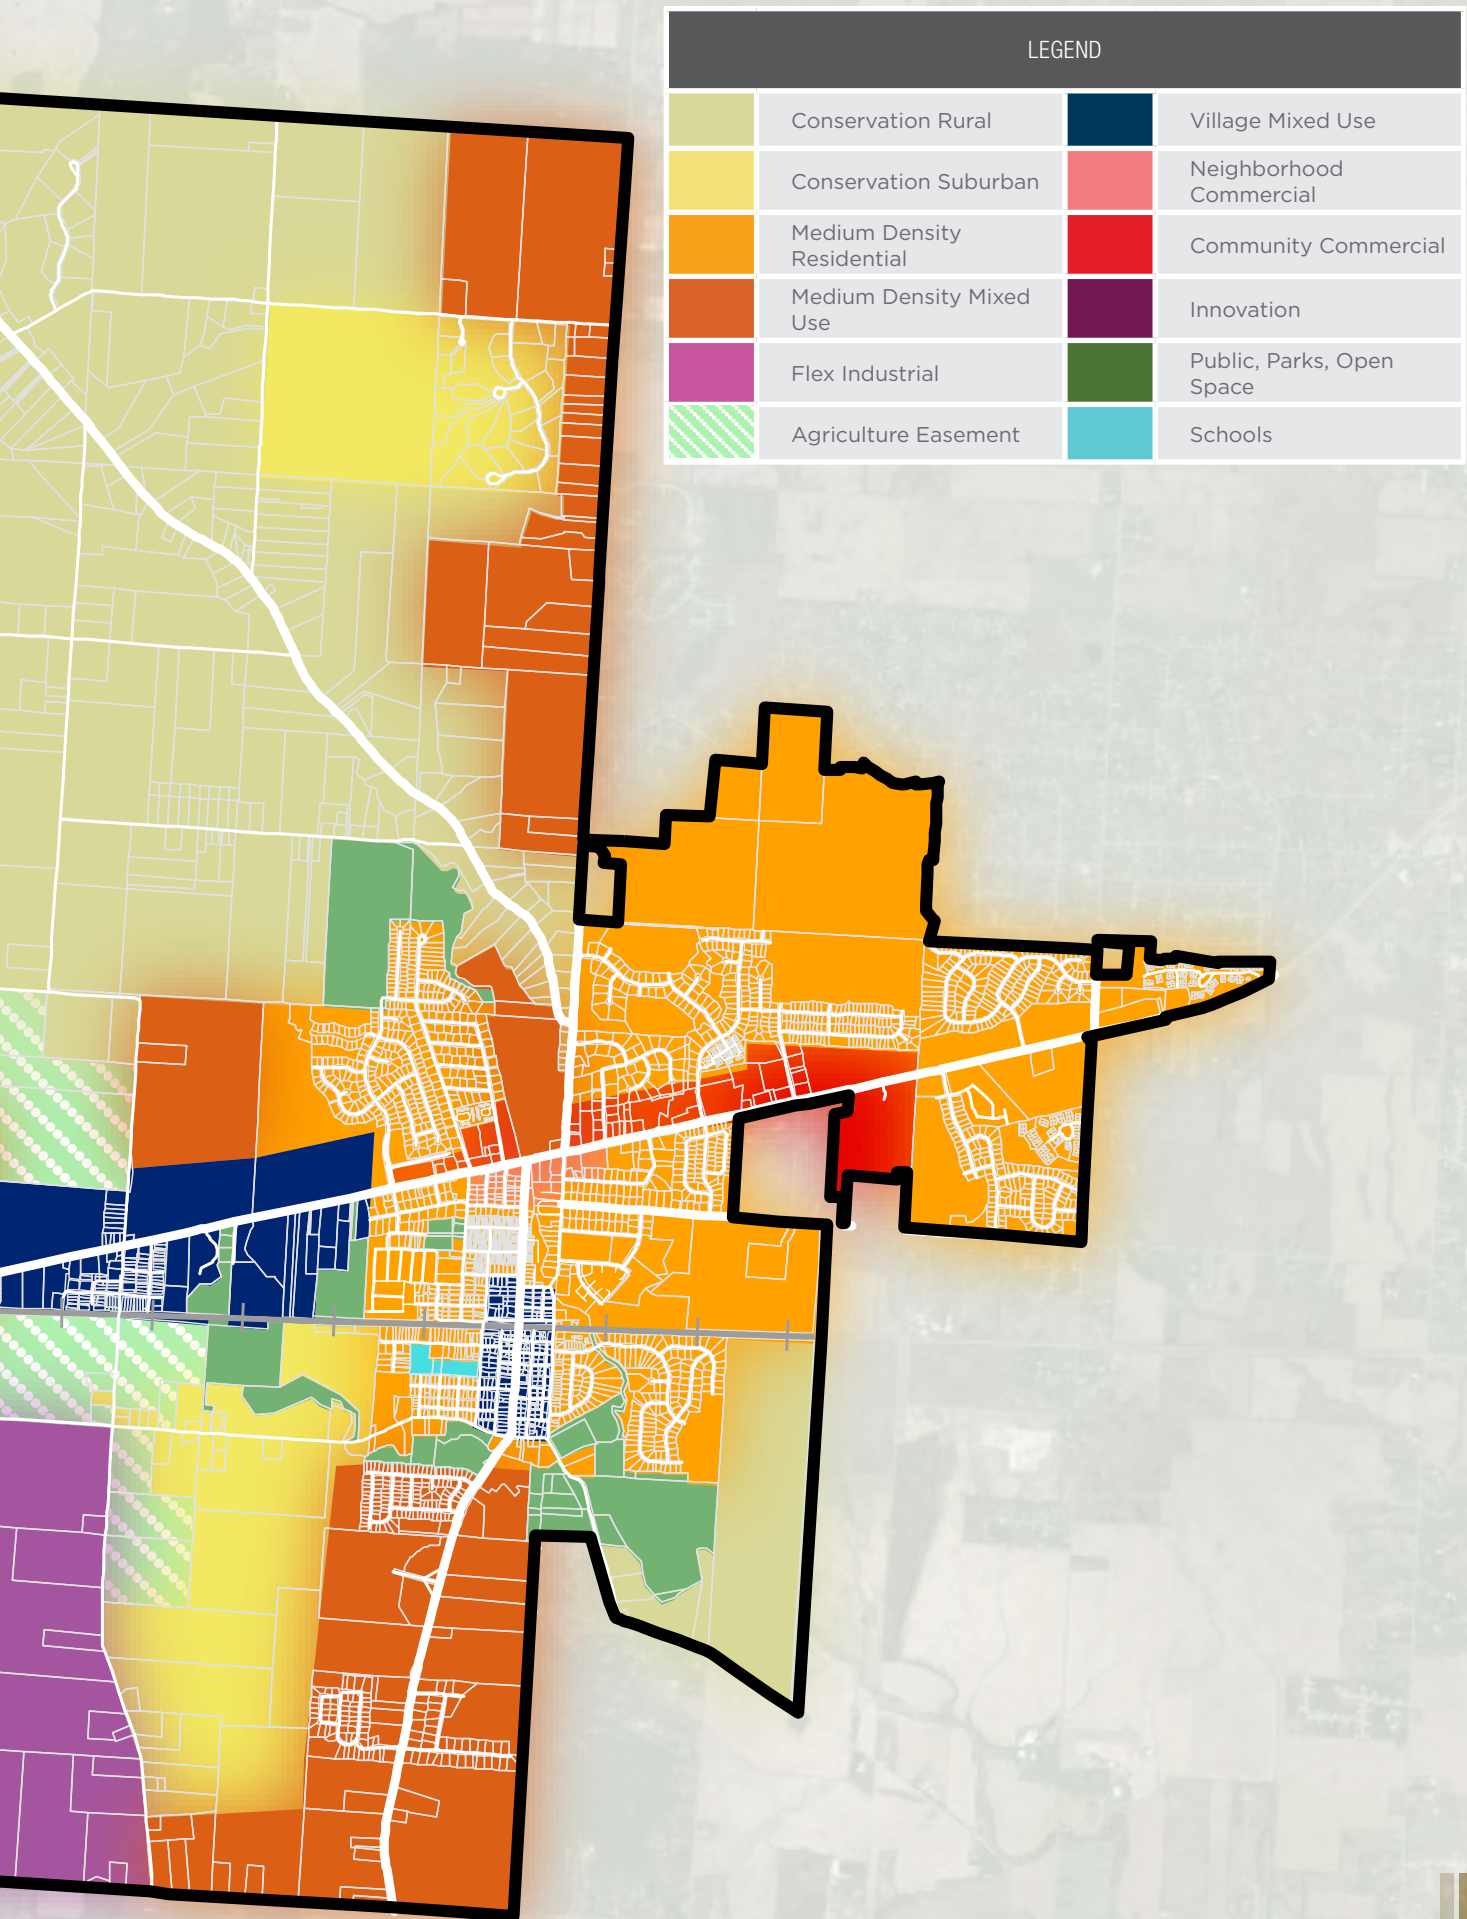 LEGEND
Conservation Rural
Village Mixed Use
Conservation Suburban
Neighborhood
Commercial
Medium Density
Residential
Community Commercial
Medium Density Mixed
Use
Innovation
Flex Industrial
Public, Parks, Open
Space
Agriculture Easement
Schools